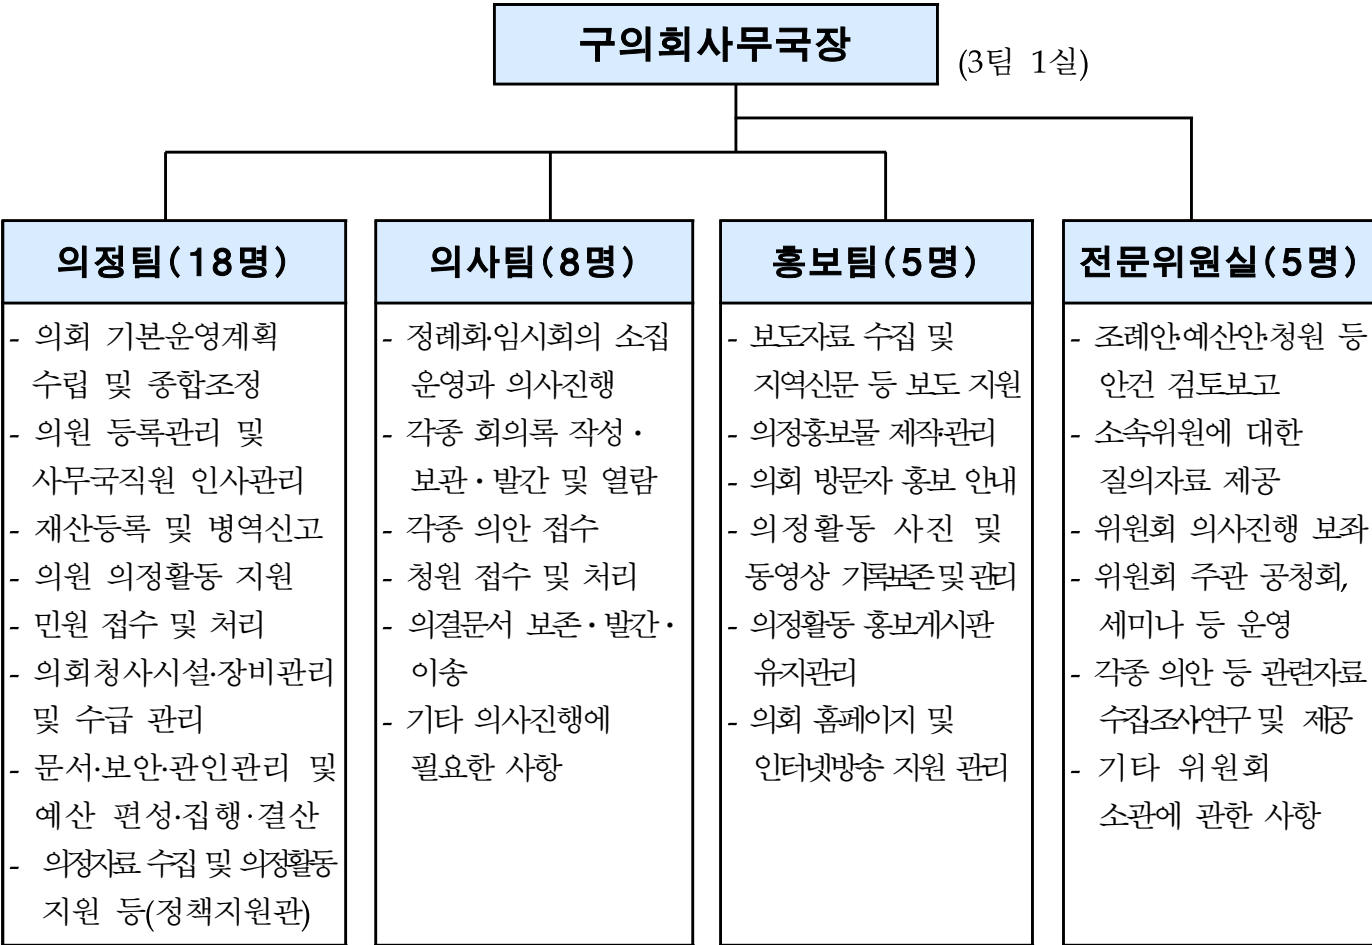 구의회사무국장
(3팀 1실)
의정팀(18명)
- 의회 기본운영계획
수립 및 종합조정
- 의원 등록관리 및
사무국직원 인사관리
- 재산등록 및 병역신고
- 의원 의정활동 지원
- 민원 접수 및 처리
- 의회청사시설·장비관리
및 수급 관리
- 문서·보안·관인관리 및
예산 편성·집행·결산
- 의정자료 수집 및 의정활동
지원 등(정책지원관)
의사팀(8명)
- 정례회·임시회의 소집
운영과 의사진행
- 각종 회의록 작성·
보관·발간 및 열람
- 각종 의안 접수
- 청원 접수 및 처리
- 의결문서 보존·발간·
이송
- 기타 의사진행에
필요한 사항
홍보팀(5명)
- 보도자료 수집 및
지역신문 등 보도 지원
- 의정홍보물 제작·관리
- 의회 방문자 홍보 안내
- 의정활동 사진 및
동영상 기록보존 및 관리
- 의정활동 홍보게시판
유지관리
- 의회 홈페이지 및
인터넷방송 지원 관리
전문위원실(5명)
- 조례안·예산안·청원 등
안건 검토보고
- 소속위원에 대한
질의자료 제공
- 위원회 의사진행 보좌
- 위원회 주관 공청회,
세미나 등 운영
- 각종 의안 등 관련자료
수집·조사·연구 및 제공
- 기타 위원회
소관에 관한 사항